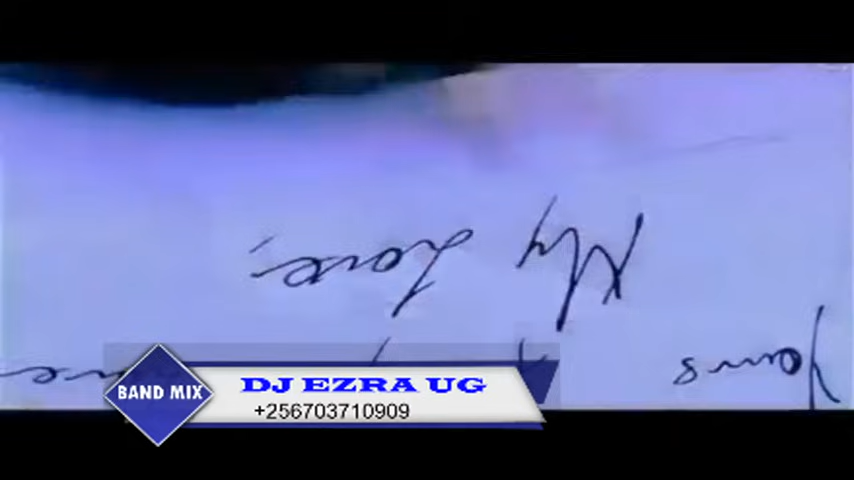 My Love,
Yours
BAND MIX
DJ EZRA UG
+256703710909